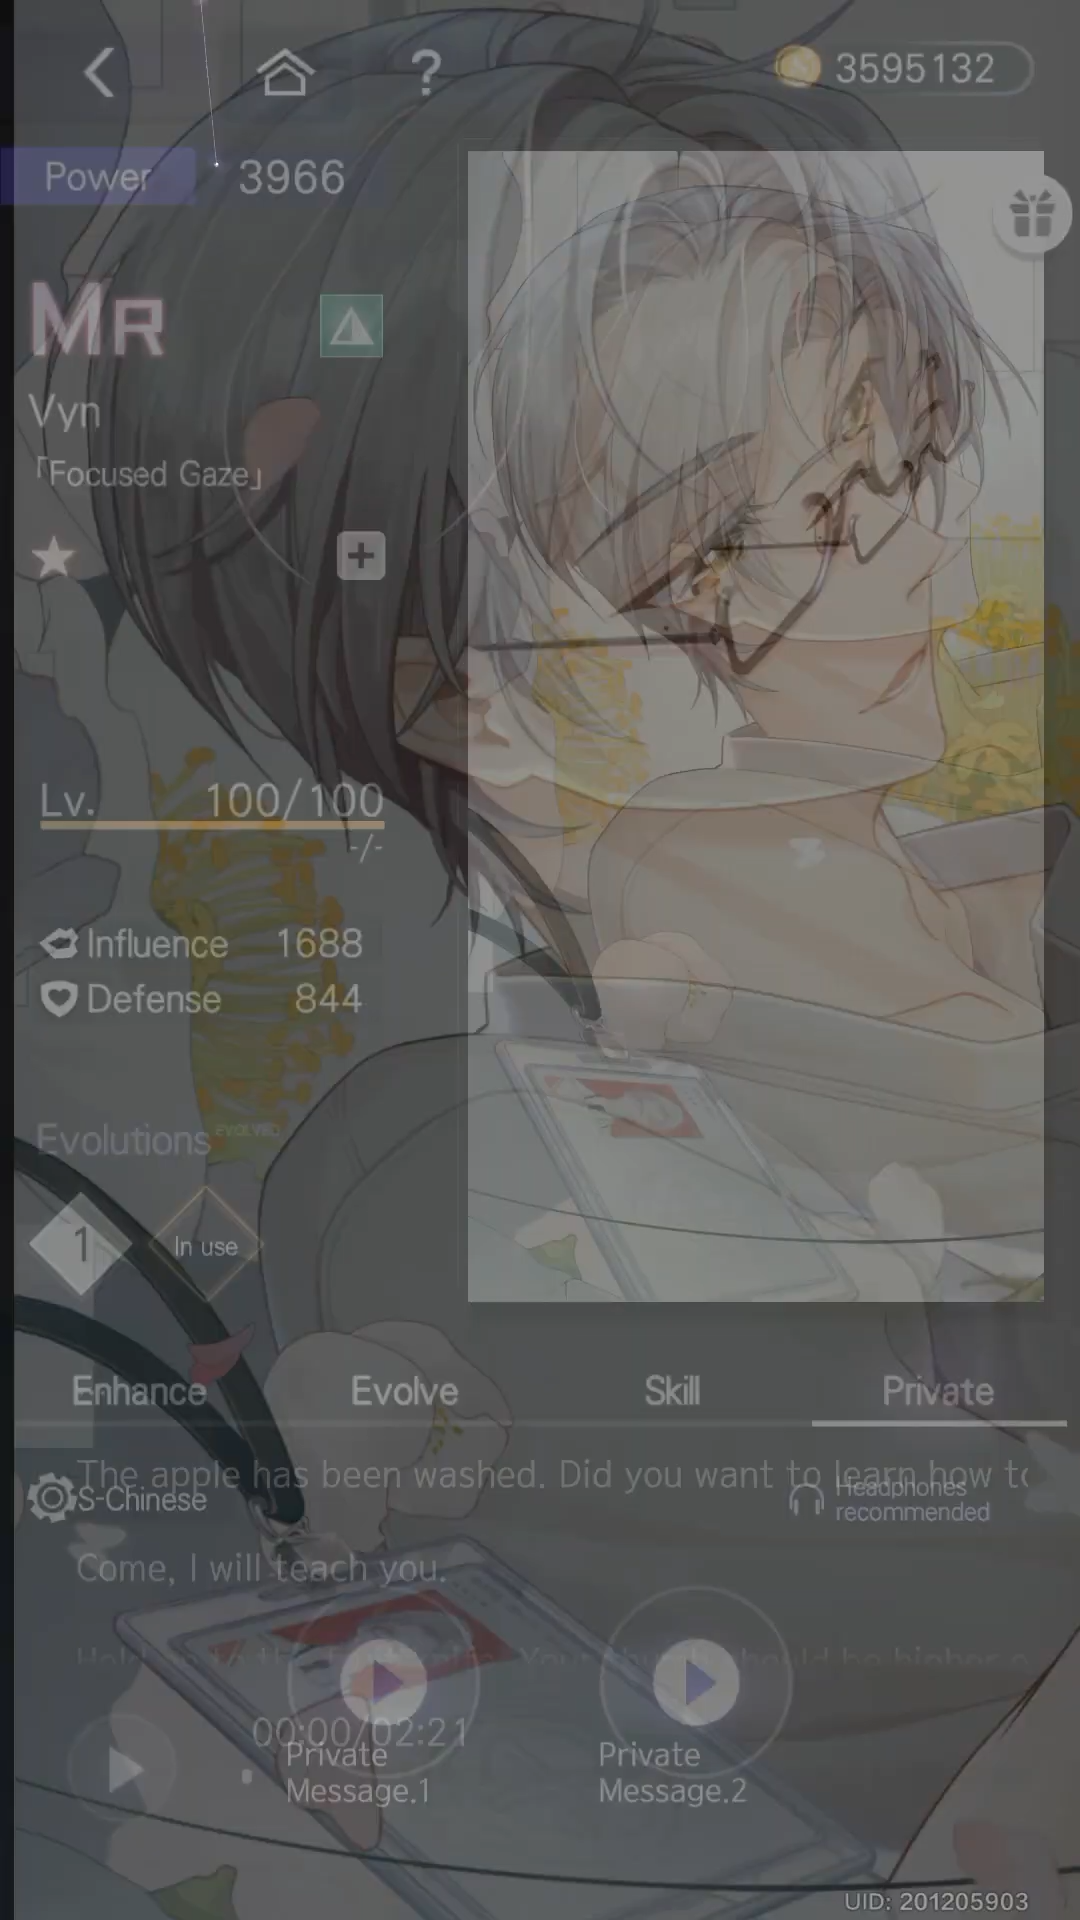 3595132
Power 3966
MR
Vyn
「Focused Gaze」
Lv. 100/100
-/-
Influence 1688
Defense 844
Evolutions EVOLVED
1 In use
Enhance Evolve Skill Private
The apple has been washed. Did you want to learn how to
S-Chinese
Headphones
recommended
Come, I will teach you.
00:00/02:21
Private
Message.1
Private
Message.2
UID: 201205903